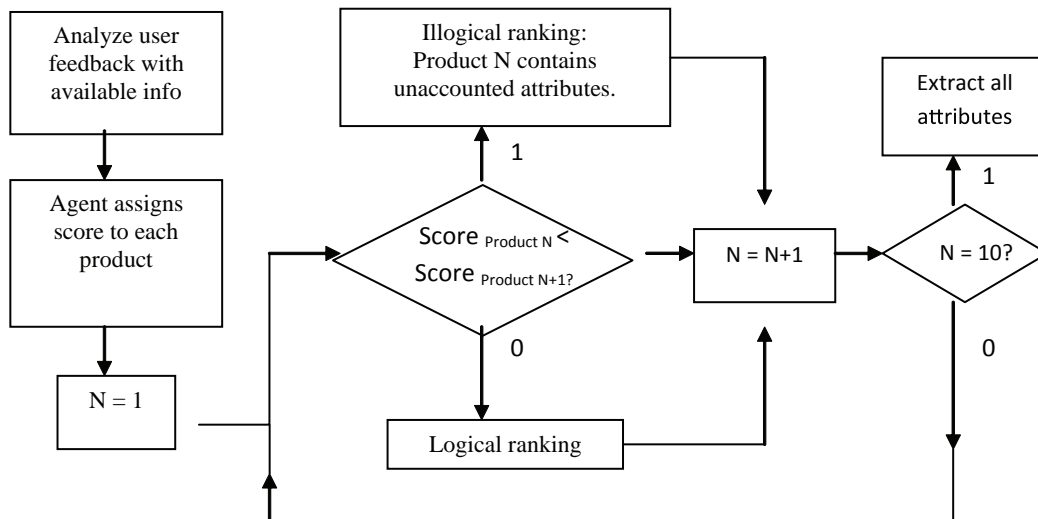 Analyze user
feedback with
available info
Agent assigns
score to each
product
N = 1
Illogical ranking:
Product N contains
unaccounted attributes.
1
Score Product N <
Score Product N+1?
0
Logical ranking
N = N+1
Extract all
attributes
1
N = 10?
0